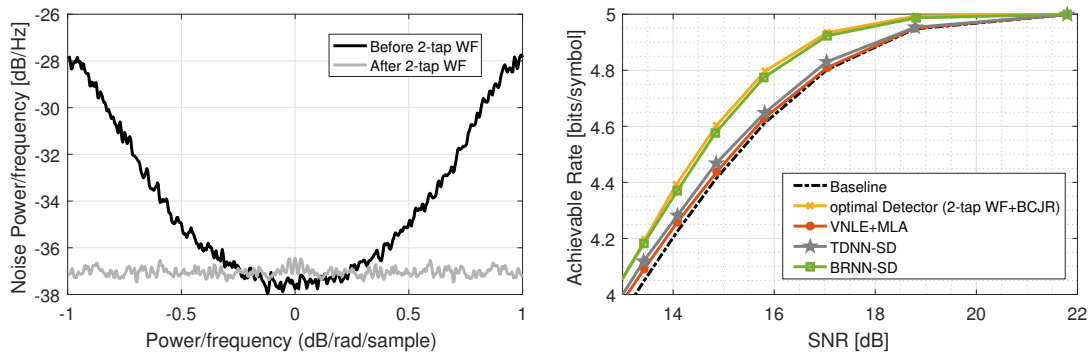 -26
-28
-30
-32
-34
-36
-38
Noise Power/frequency [dB/Hz]
Before 2-tap WF
After 2-tap WF
-1
-0.5
0
0.5
1
Power/frequency (dB/rad/sample)
5
4.8
4.6
4.4
4.2
4
Achievable Rate [bits/symbol]
Baseline
optimal Detector (2-tap WF+BCJR)
VNLE+MLA
TDNN-SD
BRNN-SD
14
16
18
20
22
SNR [dB]